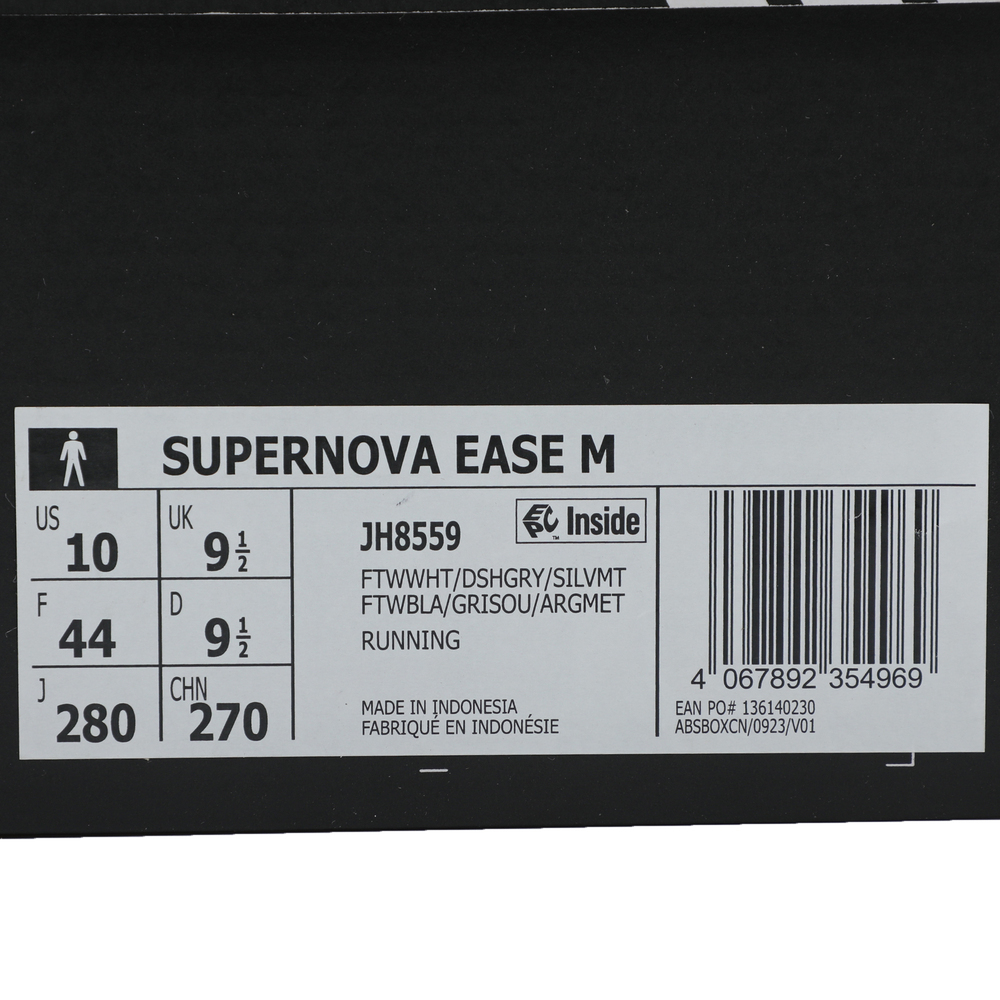 SUPERNOVA EASE M
US 10
UK 9 1/2
F 44
D 9 1/2
J 280
CHN 270
JH8559
EPC Inside
™
FTWWHT/DSHGRY/SILVMT
FTWBLA/GRISOU/ARGMET
RUNNING
MADE IN INDONESIA
FABRIQUÉ EN INDONÉSIE
4 067892 354969
EAN PO# 136140230
ABSBOXCN/0923/V01